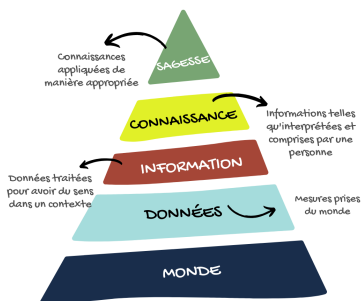 Connaissances
appliquées de
manière appropriée
SAGESSE
CONNAISSANCE
Informations telles
qu'interprétées et
comprises par une
personne
INFORMATION
Données traitées
pour avoir du sens
dans un contexte
DONNÉES
Mesures prises
du monde
MONDE